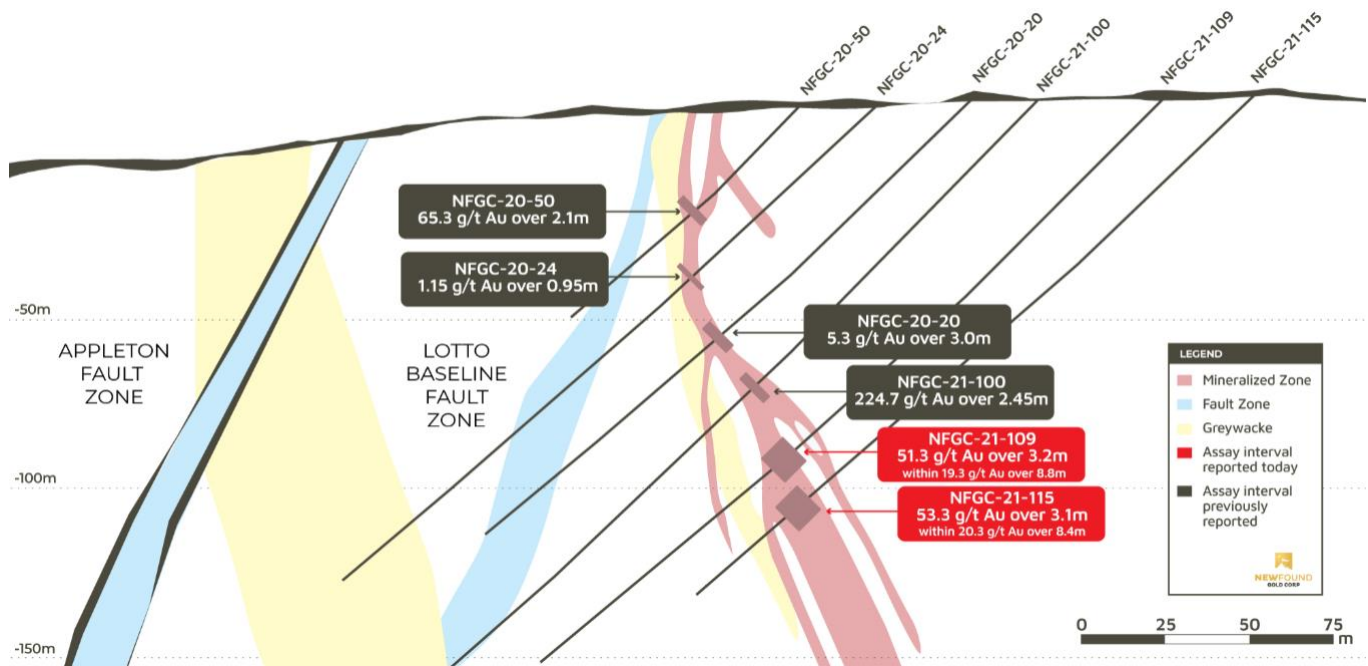 NFGC-20-50
NFGC-20-24
NFGC-20-20
NFGC-21-100
NFGC-21-109
NFGC-21-115
NFGC-20-50
65.3 g/t Au over 2.1m
NFGC-20-24
1.15 g/t Au over 0.95m
-50m
NFGC-20-20
5.3 g/t Au over 3.0m
APPLETON
FAULT
ZONE
LOTTO
BASELINE
FAULT
ZONE
NFGC-21-100
224.7 g/t Au over 2.45m
NFGC-21-109
51.3 g/t Au over 3.2m
within 19.3 g/t Au over 8.8m
-100m
NFGC-21-115
53.3 g/t Au over 3.1m
within 20.3 g/t Au over 8.4m
LEGEND
Mineralized Zone
Fault Zone
Greywacke
Assay interval
reported today
Assay interval
previously
reported
NEWFOUND
GOLD CORP
0 25 50 75
m
-150m